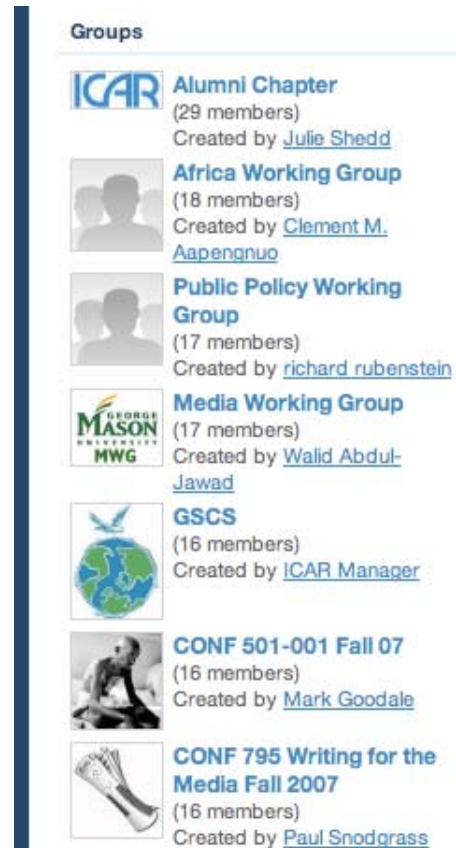 Groups
ICAR
Alumni Chapter
(29 members)
Created by Julie Shedd
Africa Working Group
(18 members)
Created by Clement M.
Aapengnuo
Public Policy Working
Group
(17 members)
Created by richard rubenstein
GEORGE
MASON
UNIVERSITY
MWG
Media Working Group
(17 members)
Created by Walid Abdul-
Jawad
GSCS
(16 members)
Created by ICAR Manager
CONF 501-001 Fall 07
(16 members)
Created by Mark Goodale
CONF 795 Writing for the
Media Fall 2007
(16 members)
Created by Paul Snodgrass